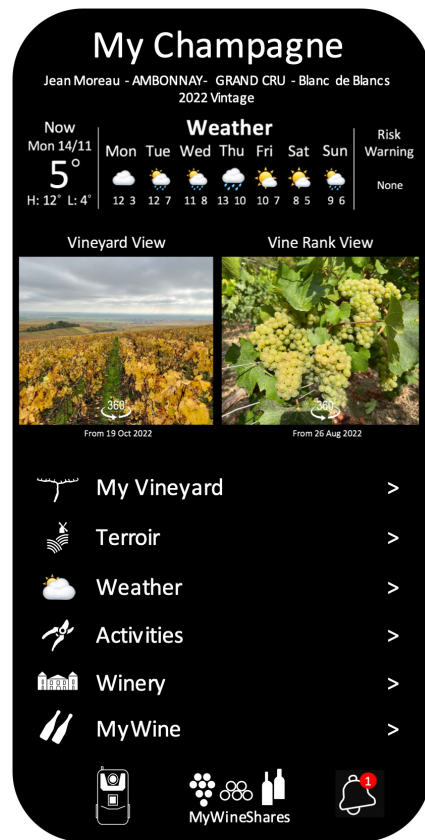 My Champagne
Jean Moreau - AMBONNAY- GRAND CRU - Blanc de Blancs
2022 Vintage
Now
Mon 14/11
5°
H: 12° L: 4°
Weather
Mon Tue Wed Thu Fri Sat Sun
12 3 12 7 11 8 13 10 10 7 8 5 9 6
Risk
Warning
None
Vineyard View
Vine Rank View
360°
360°
From 19 Oct 2022
From 26 Aug 2022
My Vineyard >
Terroir >
Weather >
Activities >
Winery >
MyWine >
1
MyWineShares